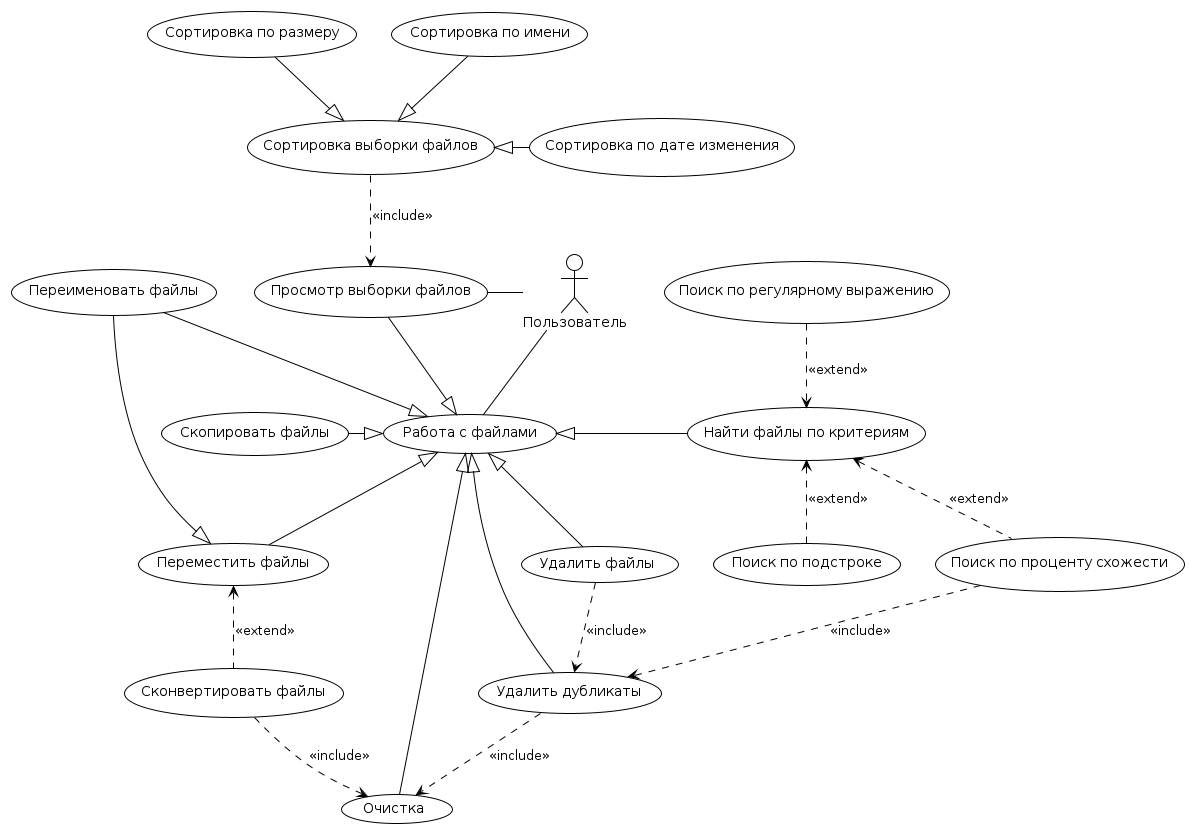 Сортировка по размеру
Сортировка по имени
Сортировка выборки файлов
Сортировка по дате изменения
«include»
Переименовать файлы
Просмотр выборки файлов
Пользователь
Поиск по регулярному выражению
«extend»
Скопировать файлы
Работа с файлами
Найти файлы по критериям
«extend»
«extend»
Переместить файлы
Удалить файлы
Поиск по подстроке
Поиск по проценту схожести
«extend»
«include»
«include»
Сконвертировать файлы
Удалить дубликаты
«include»
«include»
Очистка